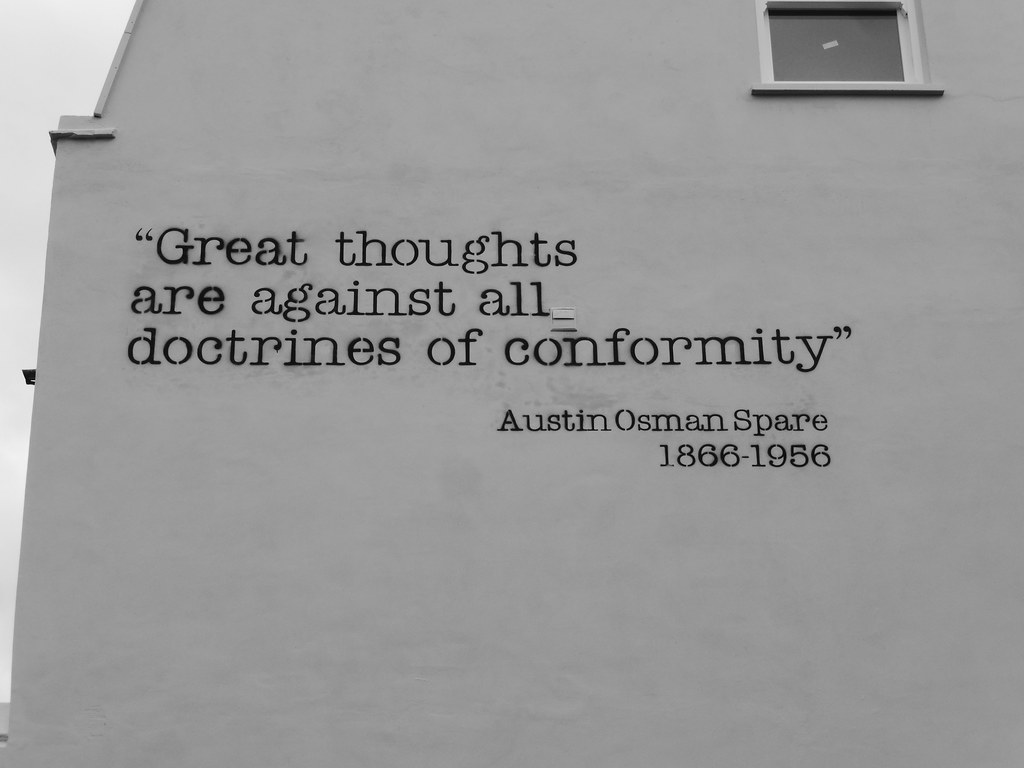 “Great thoughts
are against all
doctrines of conformity”
Austin Osman Spare
1866-1956